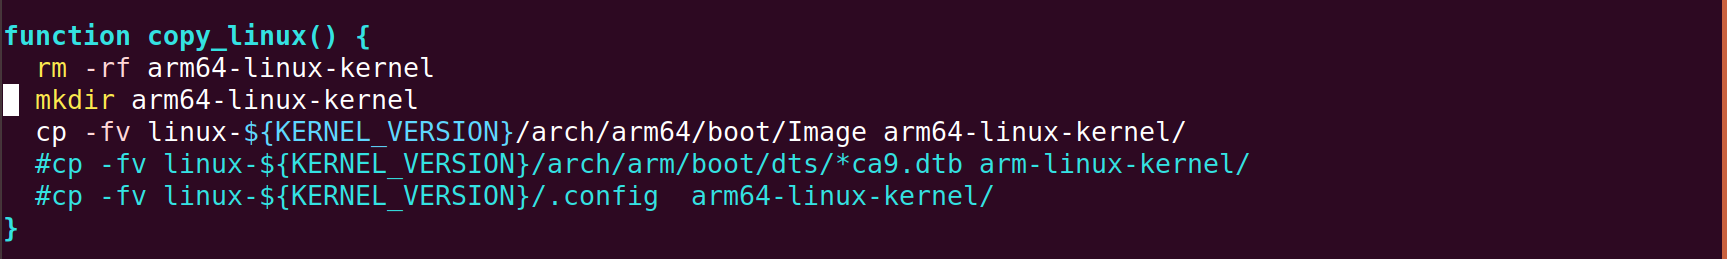 function copy_linux() {
  rm -rf arm64-linux-kernel
  mkdir arm64-linux-kernel
  cp -fv linux-${KERNEL_VERSION}/arch/arm64/boot/Image arm64-linux-kernel/
  #cp -fv linux-${KERNEL_VERSION}/arch/arm/boot/dts/*ca9.dtb arm-linux-kernel/
  #cp -fv linux-${KERNEL_VERSION}/.config  arm64-linux-kernel/
}